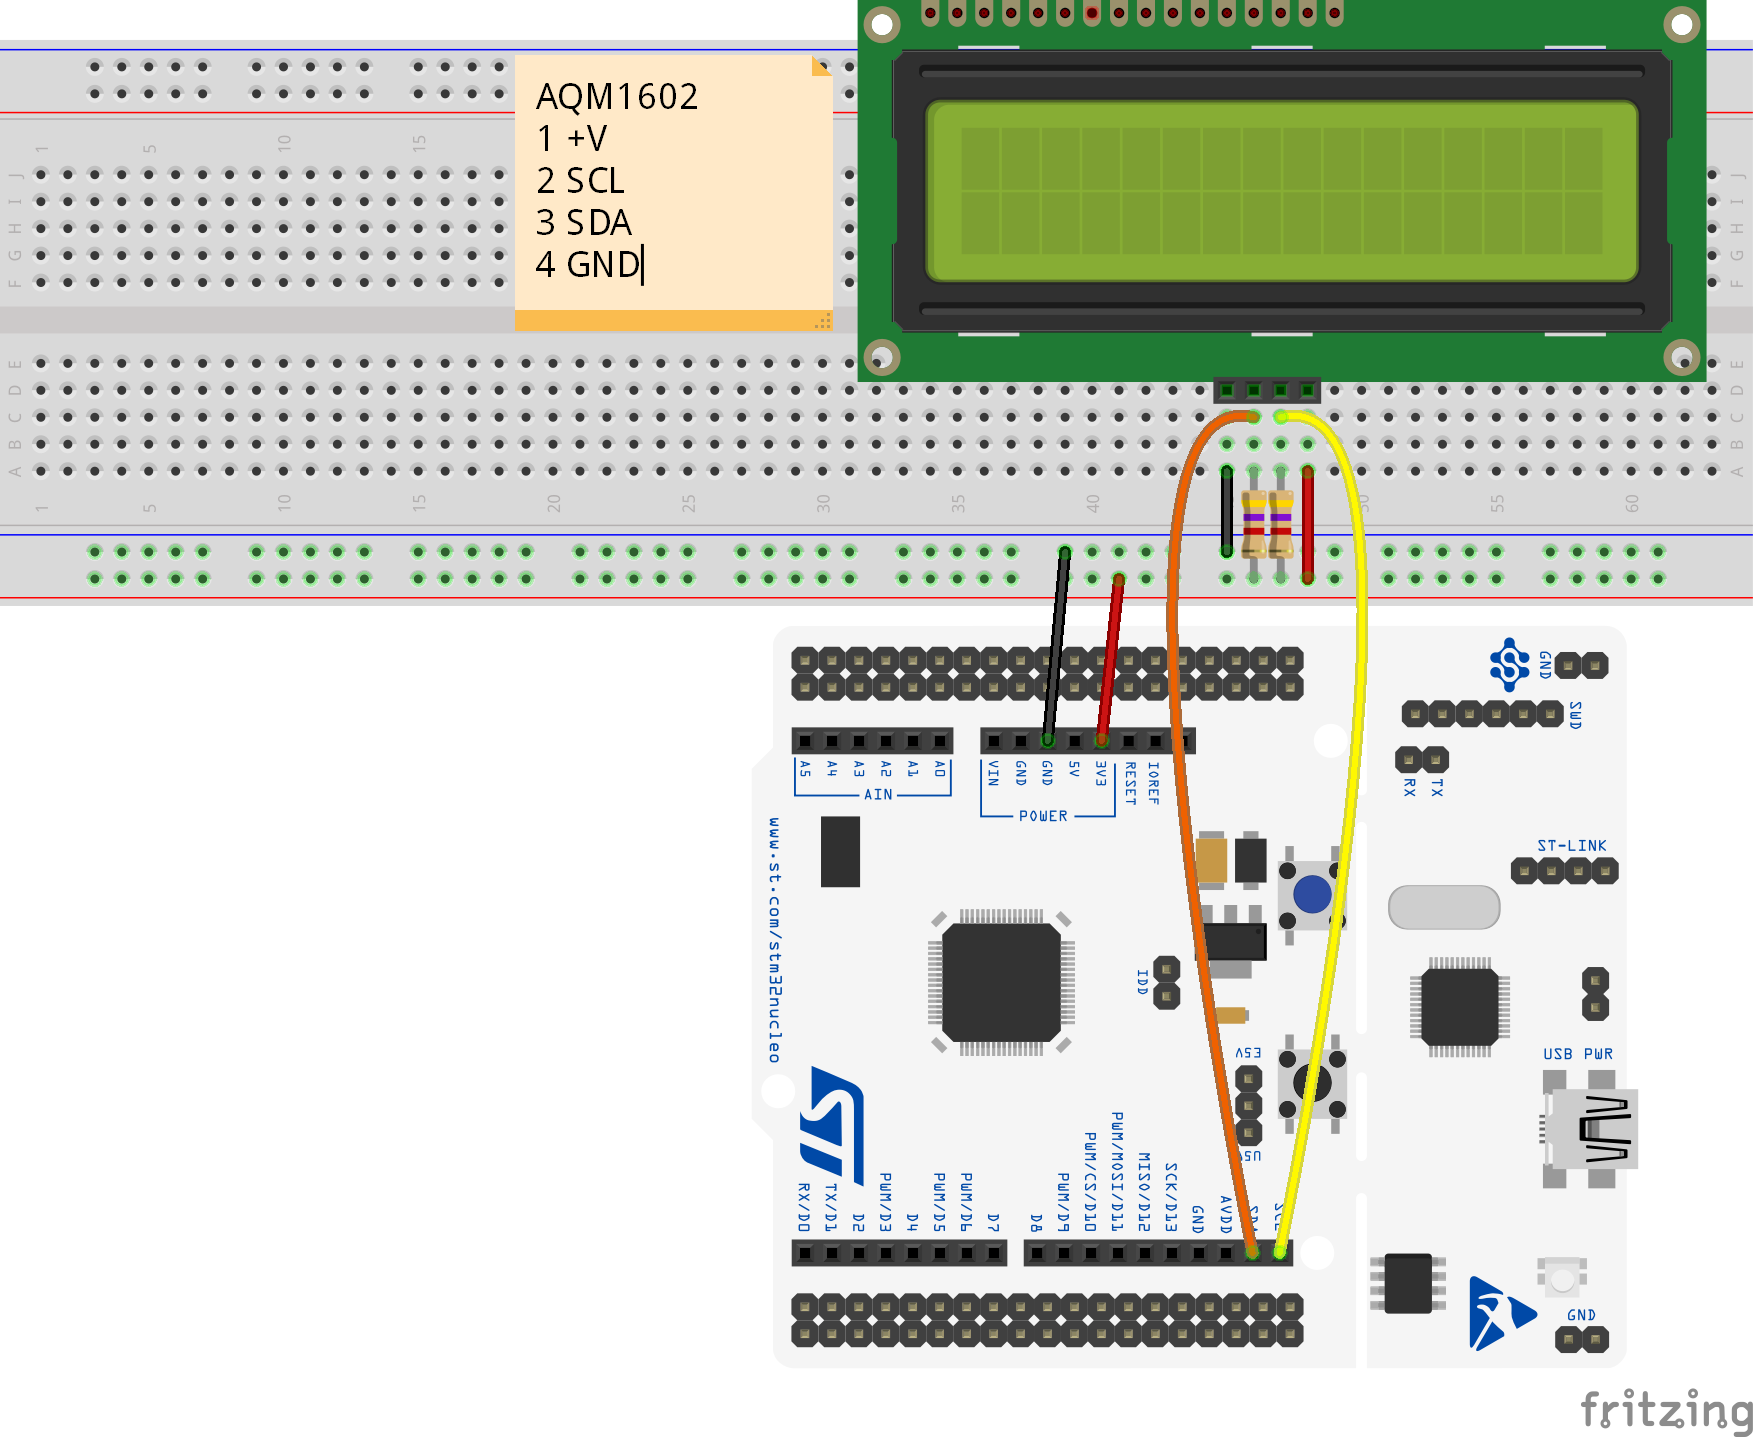 AQM1602
1 +V
2 SCL
3 SDA
4 GND
1 5 10 15
J J
I I
H H
G G
F F
E E
D D
C C
B B
A A
1 5 10 15 20 25 30 35 40 50 55 60
GND
SWD
A5 A4 A3 A2 A1 A0
AIN
VIN GND GND 5V 3V3 RESET IOREF
POWER
RX TX
ST-LINK
www.st.com/stm32nucleo
IDD
E5V
U5V
USB PWR
RX/D0 TX/D1 D2 PWM/D3 D4 PWM/D5 PWM/D6 D7
D8 PWM/D9 PWM/CS/D10 PWM/MOSI/D11 MISO/D12 SCK/D13 GND AVDD SDA SCL
GND
fritzing